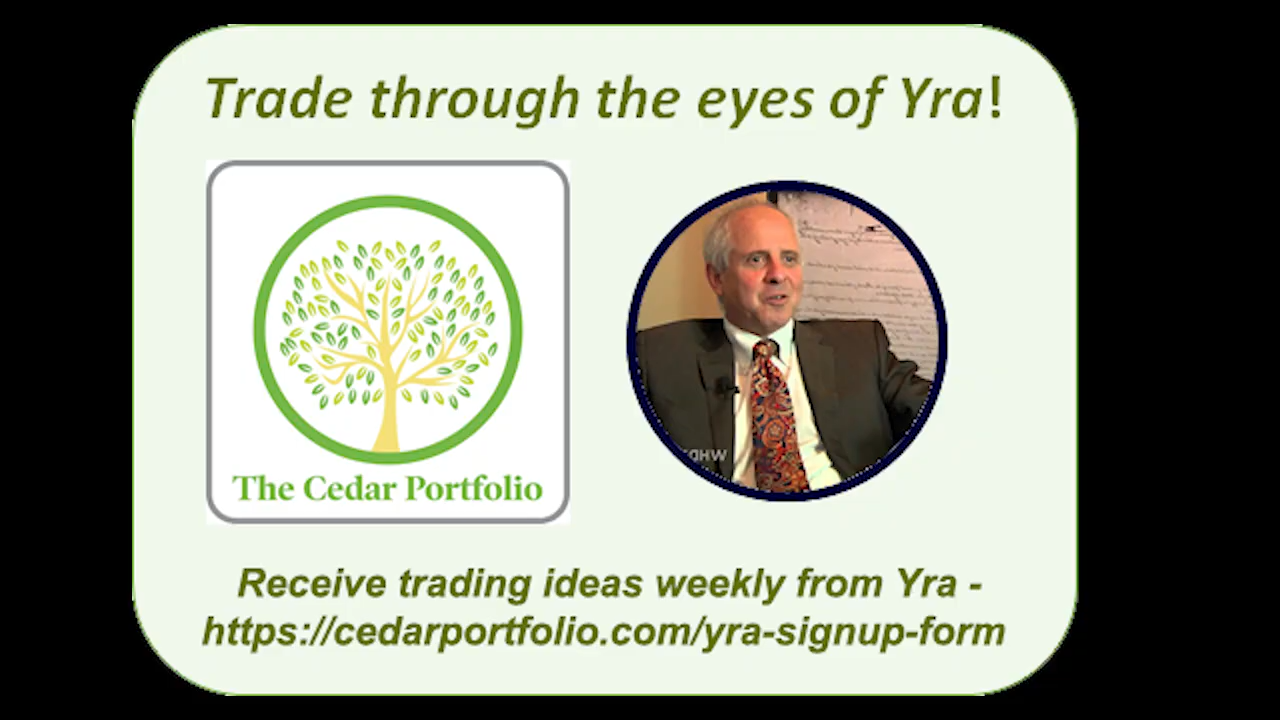 Trade through the eyes of Yra!
The Cedar Portfolio
Receive trading ideas weekly from Yra -
https://cedarportfolio.com/yra-signup-form